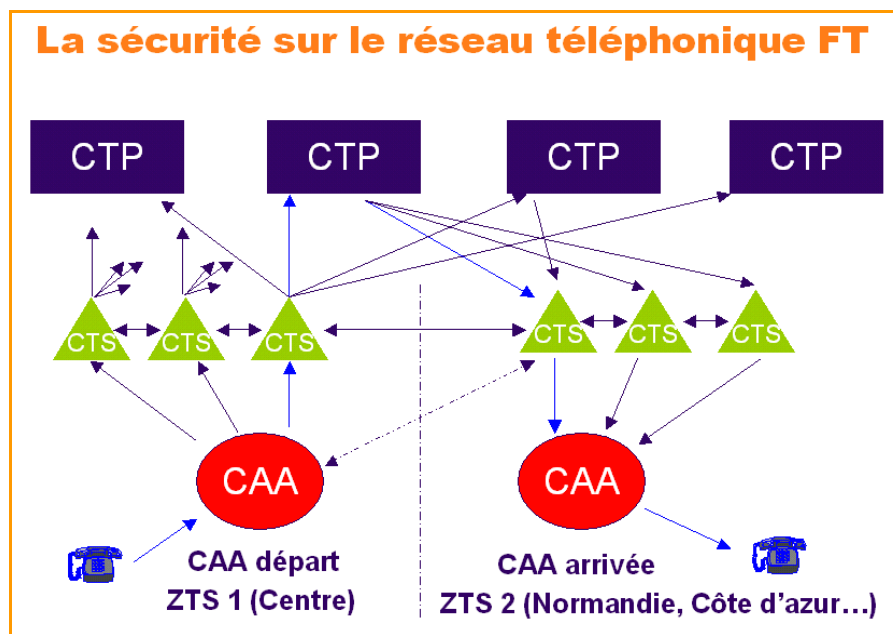 La sécurité sur le réseau téléphonique FT
CTP CTP CTP CTP
CTS CTS CTS CTS CTS CTS
CAA CAA
CAA départ
ZTS 1 (Centre)
CAA arrivée
ZTS 2 (Normandie, Côte d'azur...)